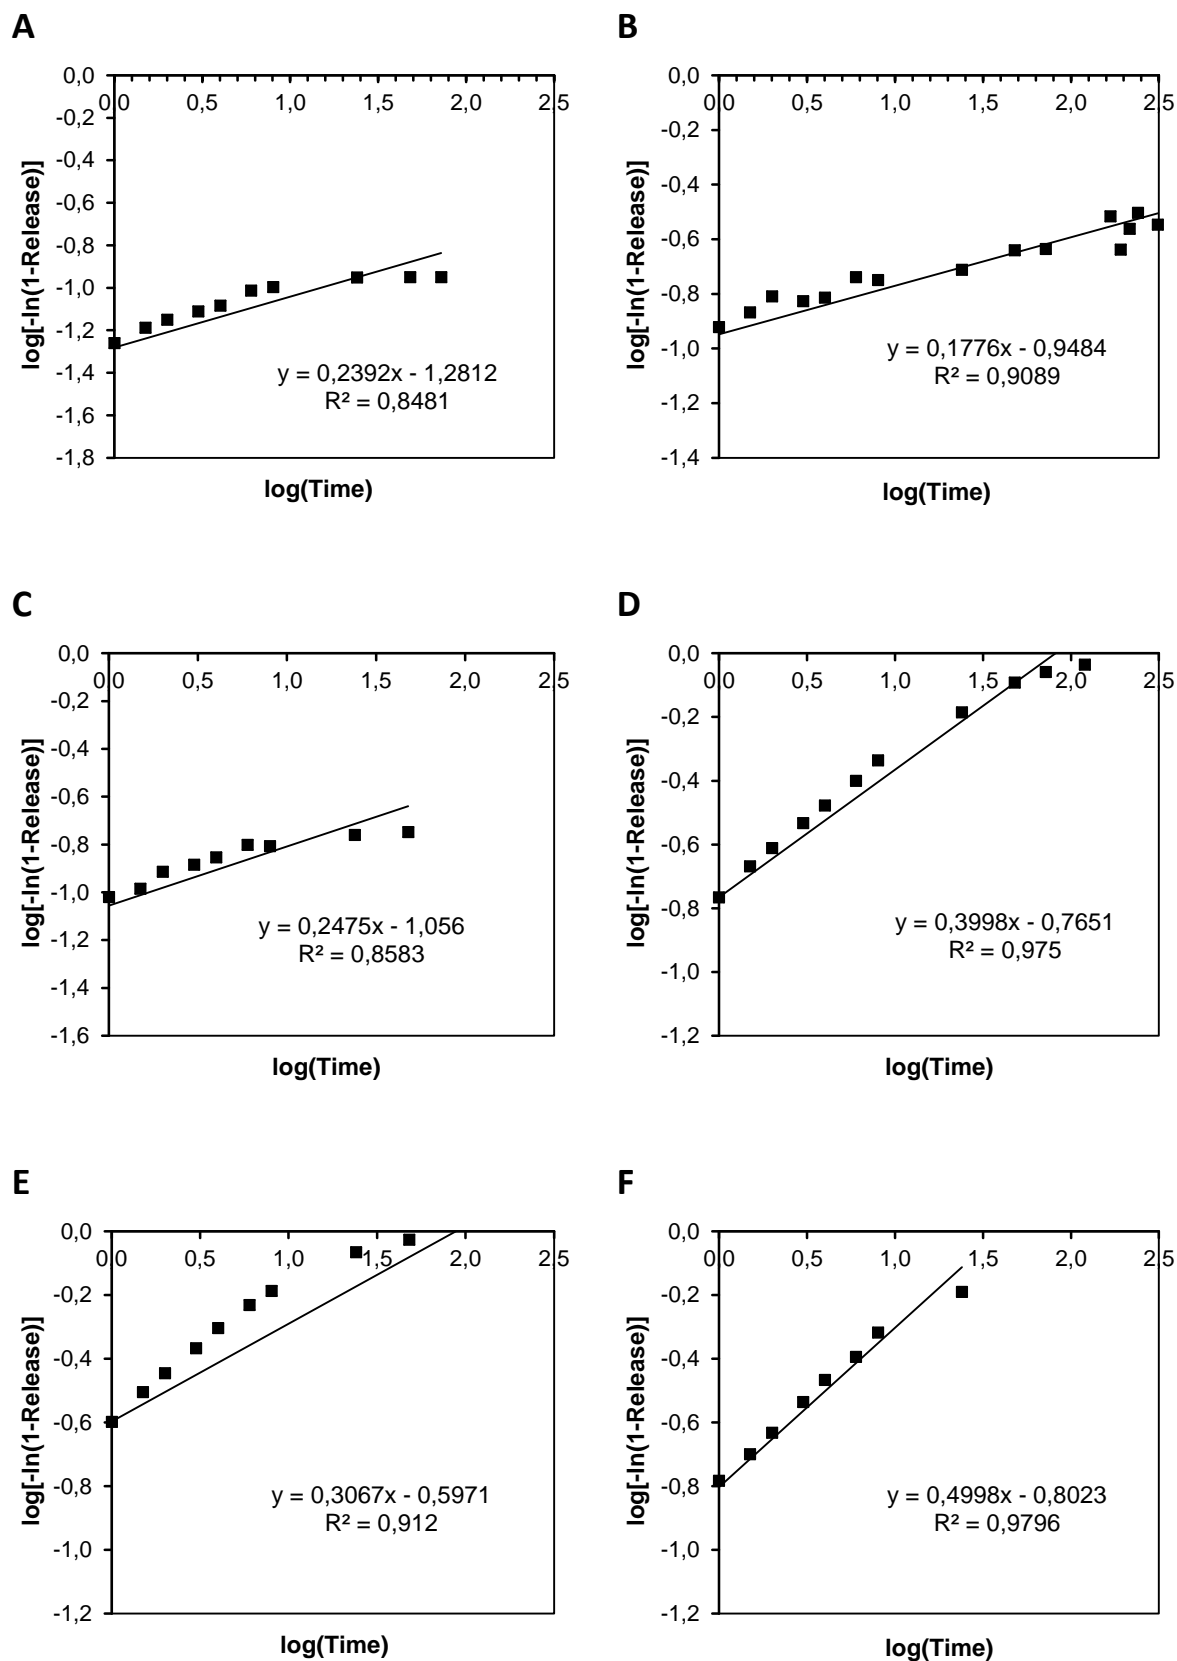 A
B
0,0
-0,2
-0,4
-0,6
-0,8
-1,0
-1,2
-1,4
-1,6
-1,8
0,0 0,5 1,0 1,5 2,0 2,5
log[-ln(1-Release)]
y = 0,2392x - 1,2812
R² = 0,8481
log(Time)
0,0
-0,2
-0,4
-0,6
-0,8
-1,0
-1,2
-1,4
0,0 0,5 1,0 1,5 2,0 2,5
log[-ln(1-Release)]
y = 0,1776x - 0,9484
R² = 0,9089
log(Time)
C
D
0,0
-0,2
-0,4
-0,6
-0,8
-1,0
-1,2
-1,4
-1,6
0,0 0,5 1,0 1,5 2,0 2,5
log[-ln(1-Release)]
y = 0,2475x - 1,056
R² = 0,8583
log(Time)
0,0
-0,2
-0,4
-0,6
-0,8
-1,0
-1,2
0,0 0,5 1,0 1,5 2,0 2,5
log[-ln(1-Release)]
y = 0,3998x - 0,7651
R² = 0,975
log(Time)
E
F
0,0
-0,2
-0,4
-0,6
-0,8
-1,0
-1,2
0,0 0,5 1,0 1,5 2,0 2,5
log[-ln(1-Release)]
y = 0,3067x - 0,5971
R² = 0,912
log(Time)
0,0
-0,2
-0,4
-0,6
-0,8
-1,0
-1,2
0,0 0,5 1,0 1,5 2,0 2,5
log[-ln(1-Release)]
y = 0,4998x - 0,8023
R² = 0,9796
log(Time)